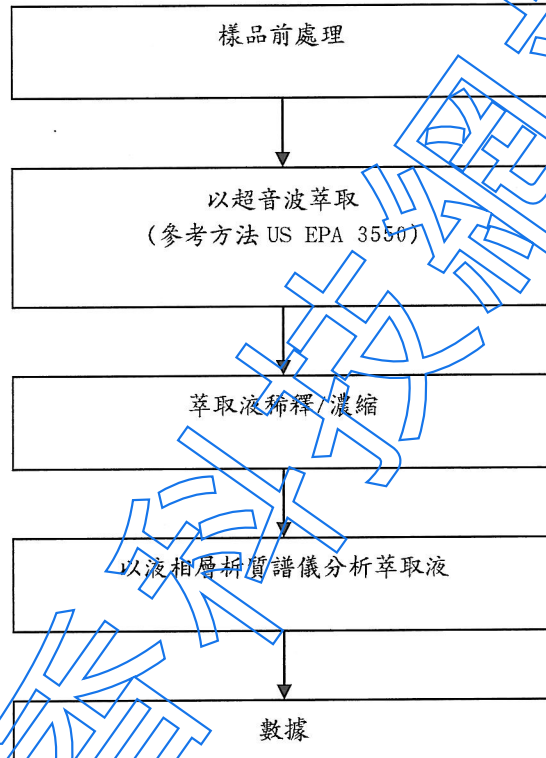 樣品前處理
以超音波萃取
(參考方法 US EPA 3550)
萃取液稀釋/濃縮
以液相層析質譜儀分析萃取液
數據